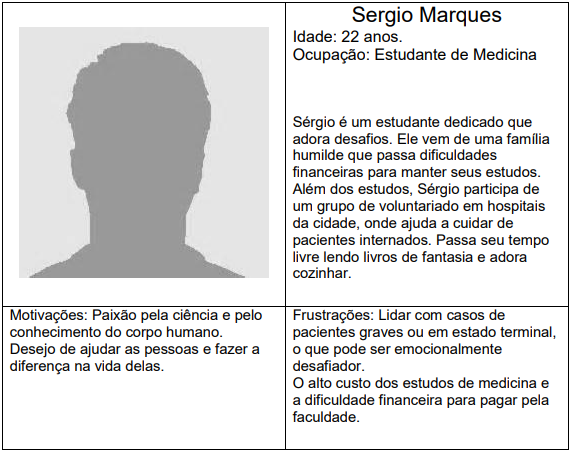 Sergio Marques
Idade: 22 anos.
Ocupação: Estudante de Medicina
Sérgio é um estudante dedicado que
adora desafios. Ele vem de uma família
humilde que passa dificuldades
financeiras para manter seus estudos.
Além dos estudos, Sérgio participa de
um grupo de voluntariado em hospitais
da cidade, onde ajuda a cuidar de
pacientes internados. Passa seu tempo
livre lendo livros de fantasia e adora
cozinhar.
Motivações: Paixão pela ciência e pelo
conhecimento do corpo humano.
Desejo de ajudar as pessoas e fazer a
diferença na vida delas.
Frustrações: Lidar com casos de
pacientes graves ou em estado terminal,
o que pode ser emocionalmente
desafiador.
O alto custo dos estudos de medicina e
a dificuldade financeira para pagar pela
faculdade.